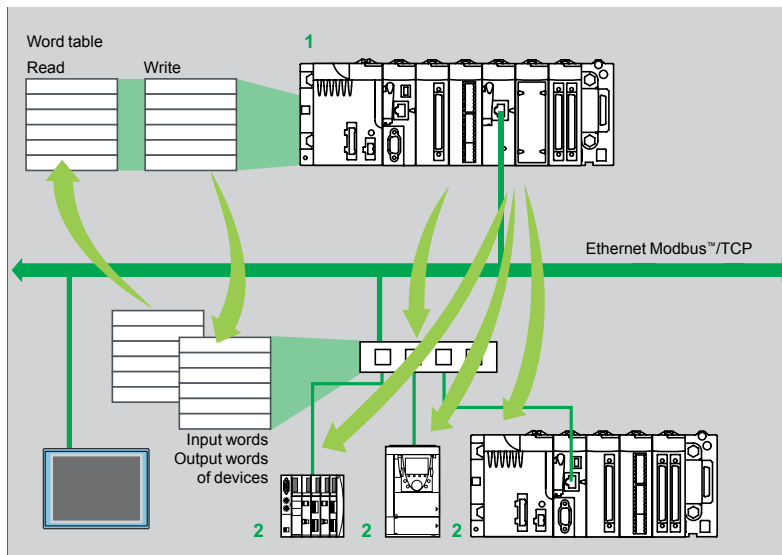 Word table
1
Read Write
Ethernet Modbus™/TCP
Input words
Output words
of devices
2 2 2